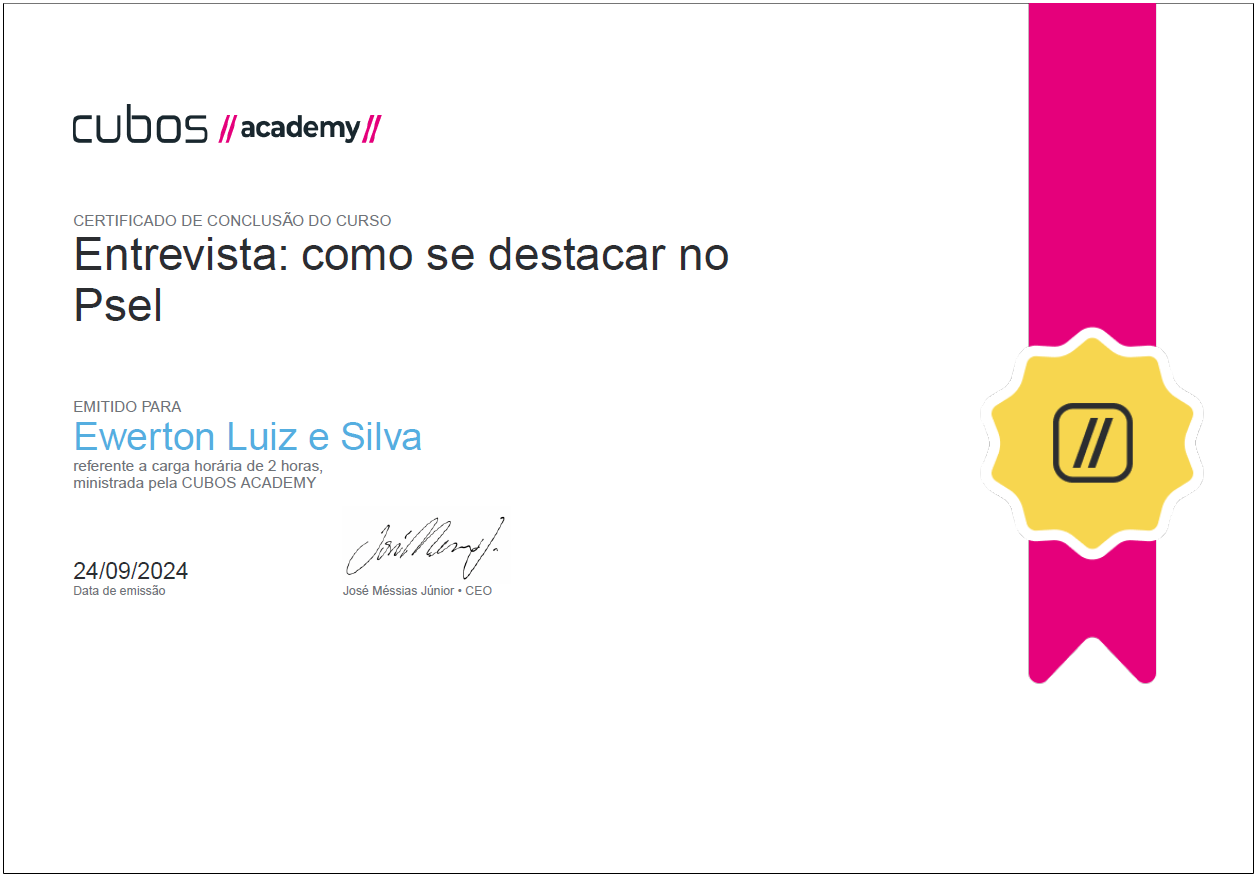 cubos //academy//
CERTIFICADO DE CONCLUSÃO DO CURSO
Entrevista: como se destacar no
Psel
EMITIDO PARA
Ewerton Luiz e Silva
referente a carga horária de 2 horas,
ministrada pela CUBOS ACADEMY
24/09/2024
Data de emissão
José Méssias Júnior • CEO
//